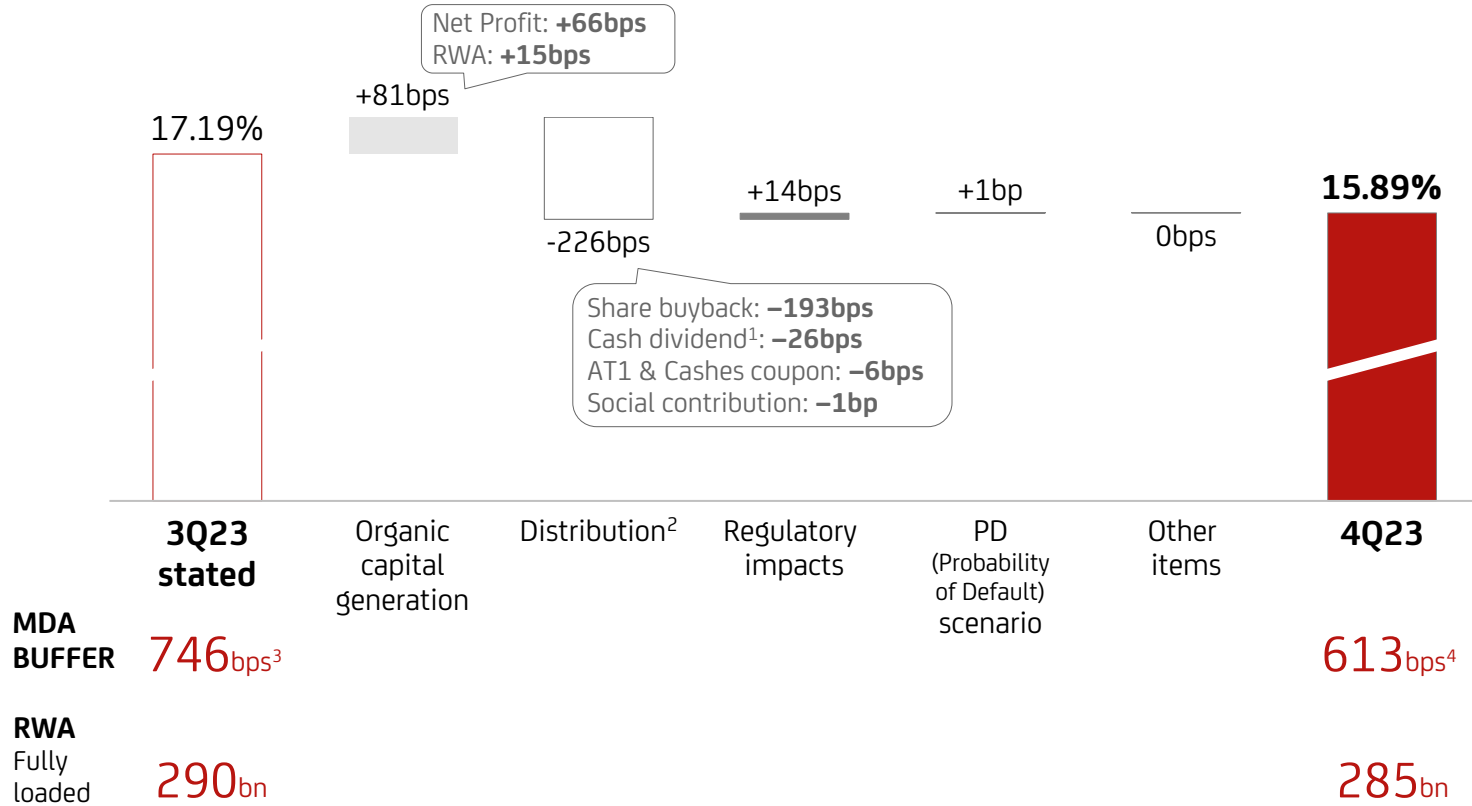 Net Profit: +66bps
RWA: +15bps
+81bps
17.19%
+14bps
+1bp
15.89%
-226bps
0bps
Share buyback: –193bps
Cash dividend¹: –26bps
AT1 & Cashes coupon: –6bps
Social contribution: –1bp
3Q23
stated
Organic
capital
generation
Distribution²
Regulatory
impacts
PD
(Probability
of Default)
scenario
Other
items
4Q23
MDA
BUFFER
746bps³
613bps⁴
RWA
Fully
loaded
290bn
285bn